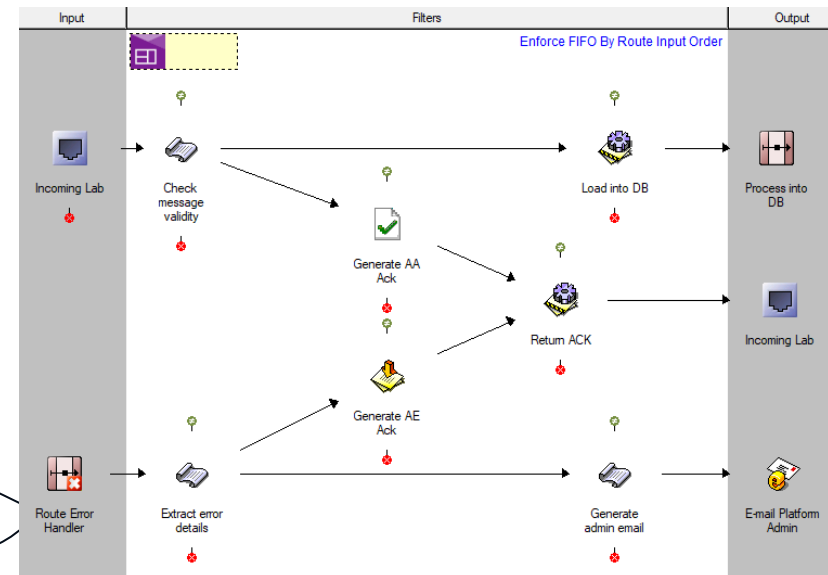 Input
Filters
Output
Enforce FIFO By Route Input Order
Incoming Lab
Check
message
validity
Load into DB
Process into
DB
Generate AA
Ack
Return ACK
Incoming Lab
Generate AE
Ack
Route Error
Handler
Extract error
details
Generate
admin email
E-mail Platform
Admin